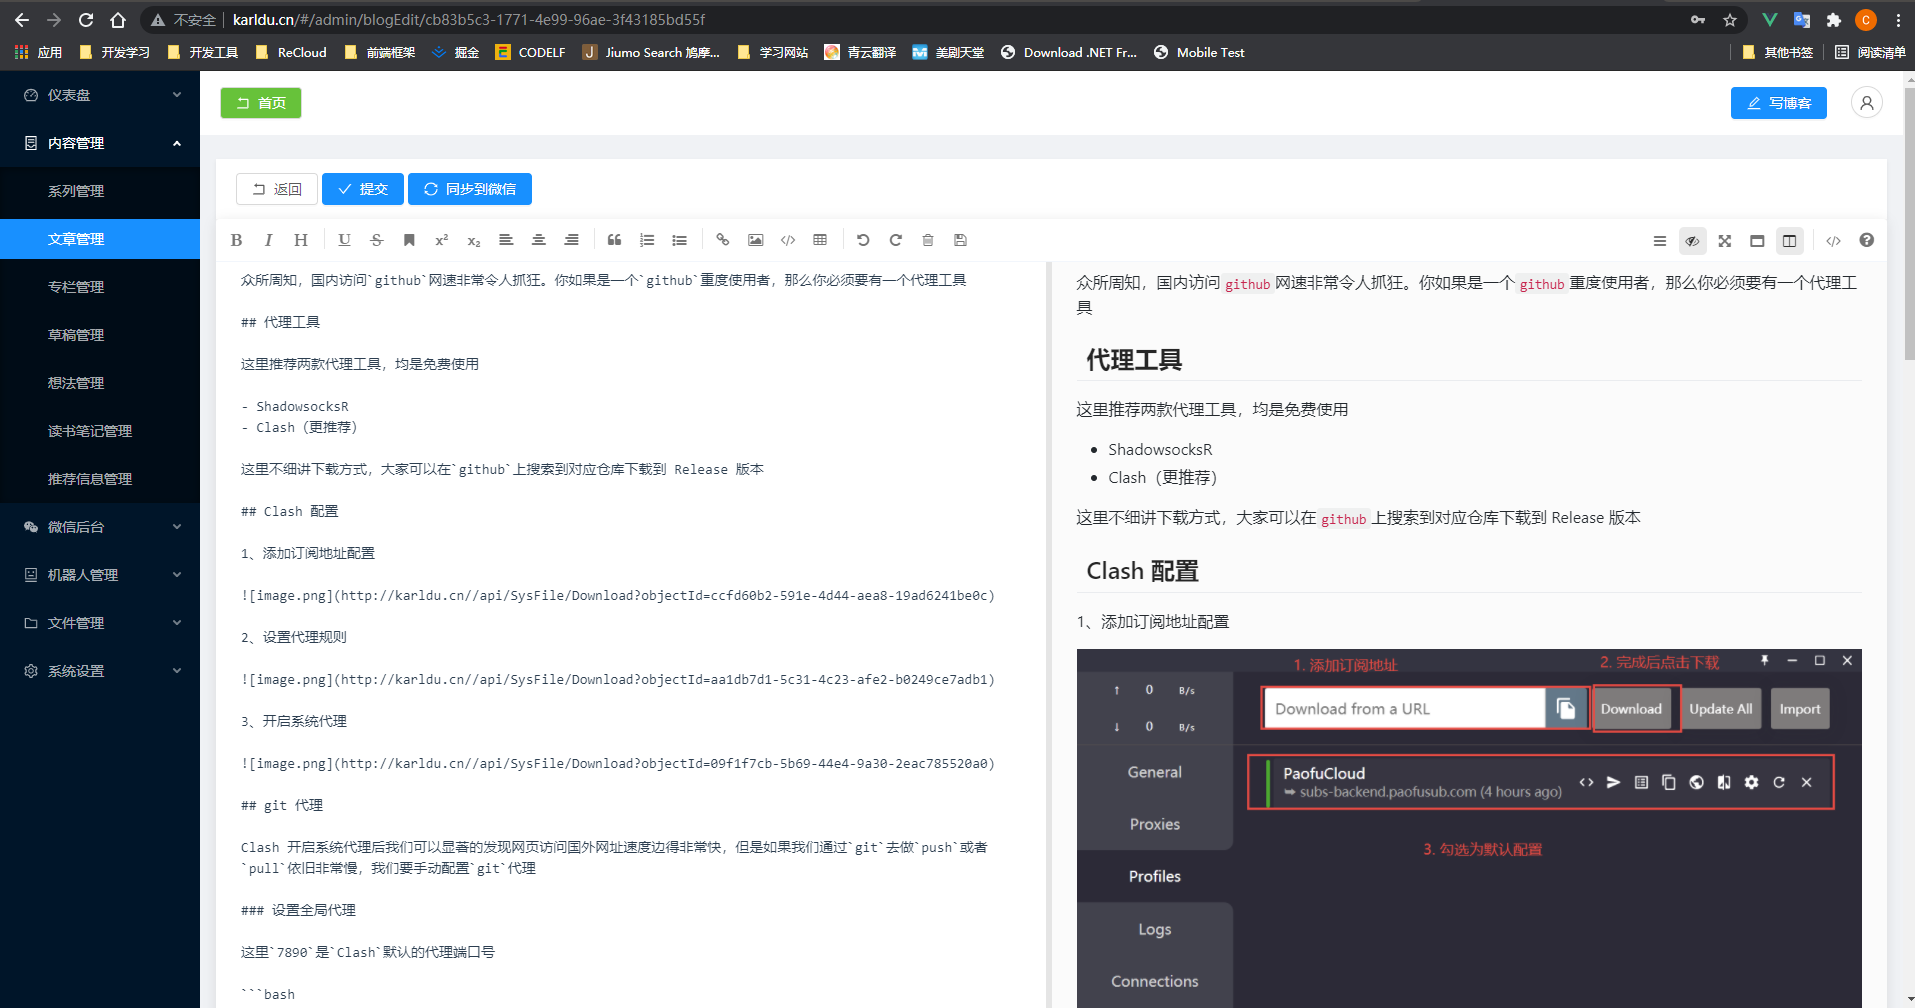 不安全 karldu.cn/#/admin/blogEdit/cb83b5c3-1771-4e99-96ae-3f43185bd55f C
应用 开发学习 开发工具 ReCloud 前端框架 掘金 CODELF Jiumo Search 鸠摩... 学习网站 青云翻译 美剧天堂 Download .NET Fr... Mobile Test 其他书签 阅读清单
仪表盘
内容管理
系列管理
文章管理
专栏管理
草稿管理
想法管理
读书笔记管理
推荐信息管理
微信后台
机器人管理
文件管理
系统设置
首页 写博客
返回 提交 同步到微信
众所周知，国内访问`github`网速非常令人抓狂。你如果是一个`github`重度使用者，那么你必须要有一个代理工具
## 代理工具
这里推荐两款代理工具，均是免费使用
- ShadowsocksR
- Clash（更推荐）
这里不细讲下载方式，大家可以在`github`上搜索到对应仓库下载到 Release 版本
## Clash 配置
1、添加订阅地址配置
![image.png](http://karldu.cn//api/SysFile/Download?objectId=ccfd60b2-591e-4d44-aea8-19ad6241be0c)
2、设置代理规则
![image.png](http://karldu.cn//api/SysFile/Download?objectId=aa1db7d1-5c31-4c23-afe2-b0249ce7adb1)
3、开启系统代理
![image.png](http://karldu.cn//api/SysFile/Download?objectId=09f1f7cb-5b69-44e4-9a30-2eac785520a0)
## git 代理
Clash 开启系统代理后我们可以显著的发现网页访问国外网址速度边得非常快，但是如果我们通过`git`去做`push`或者
`pull`依旧非常慢，我们要手动配置`git`代理
### 设置全局代理
这里`7890`是`Clash`默认的代理端口号
```bash
众所周知，国内访问 github 网速非常令人抓狂。你如果是一个 github 重度使用者，那么你必须要有一个代理工
具
代理工具
这里推荐两款代理工具，均是免费使用
ShadowsocksR
Clash（更推荐）
这里不细讲下载方式，大家可以在 github 上搜索到对应仓库下载到 Release 版本
Clash 配置
1、添加订阅地址配置
1. 添加订阅地址 2. 完成后点击下载
↑ 0 B/s
Download from a URL Download Update All Import
↓ 0 B/s
General
PaofuCloud
subs-backend.paofusub.com (4 hours ago)
Proxies
3. 勾选为默认配置
Profiles
Logs
Connections